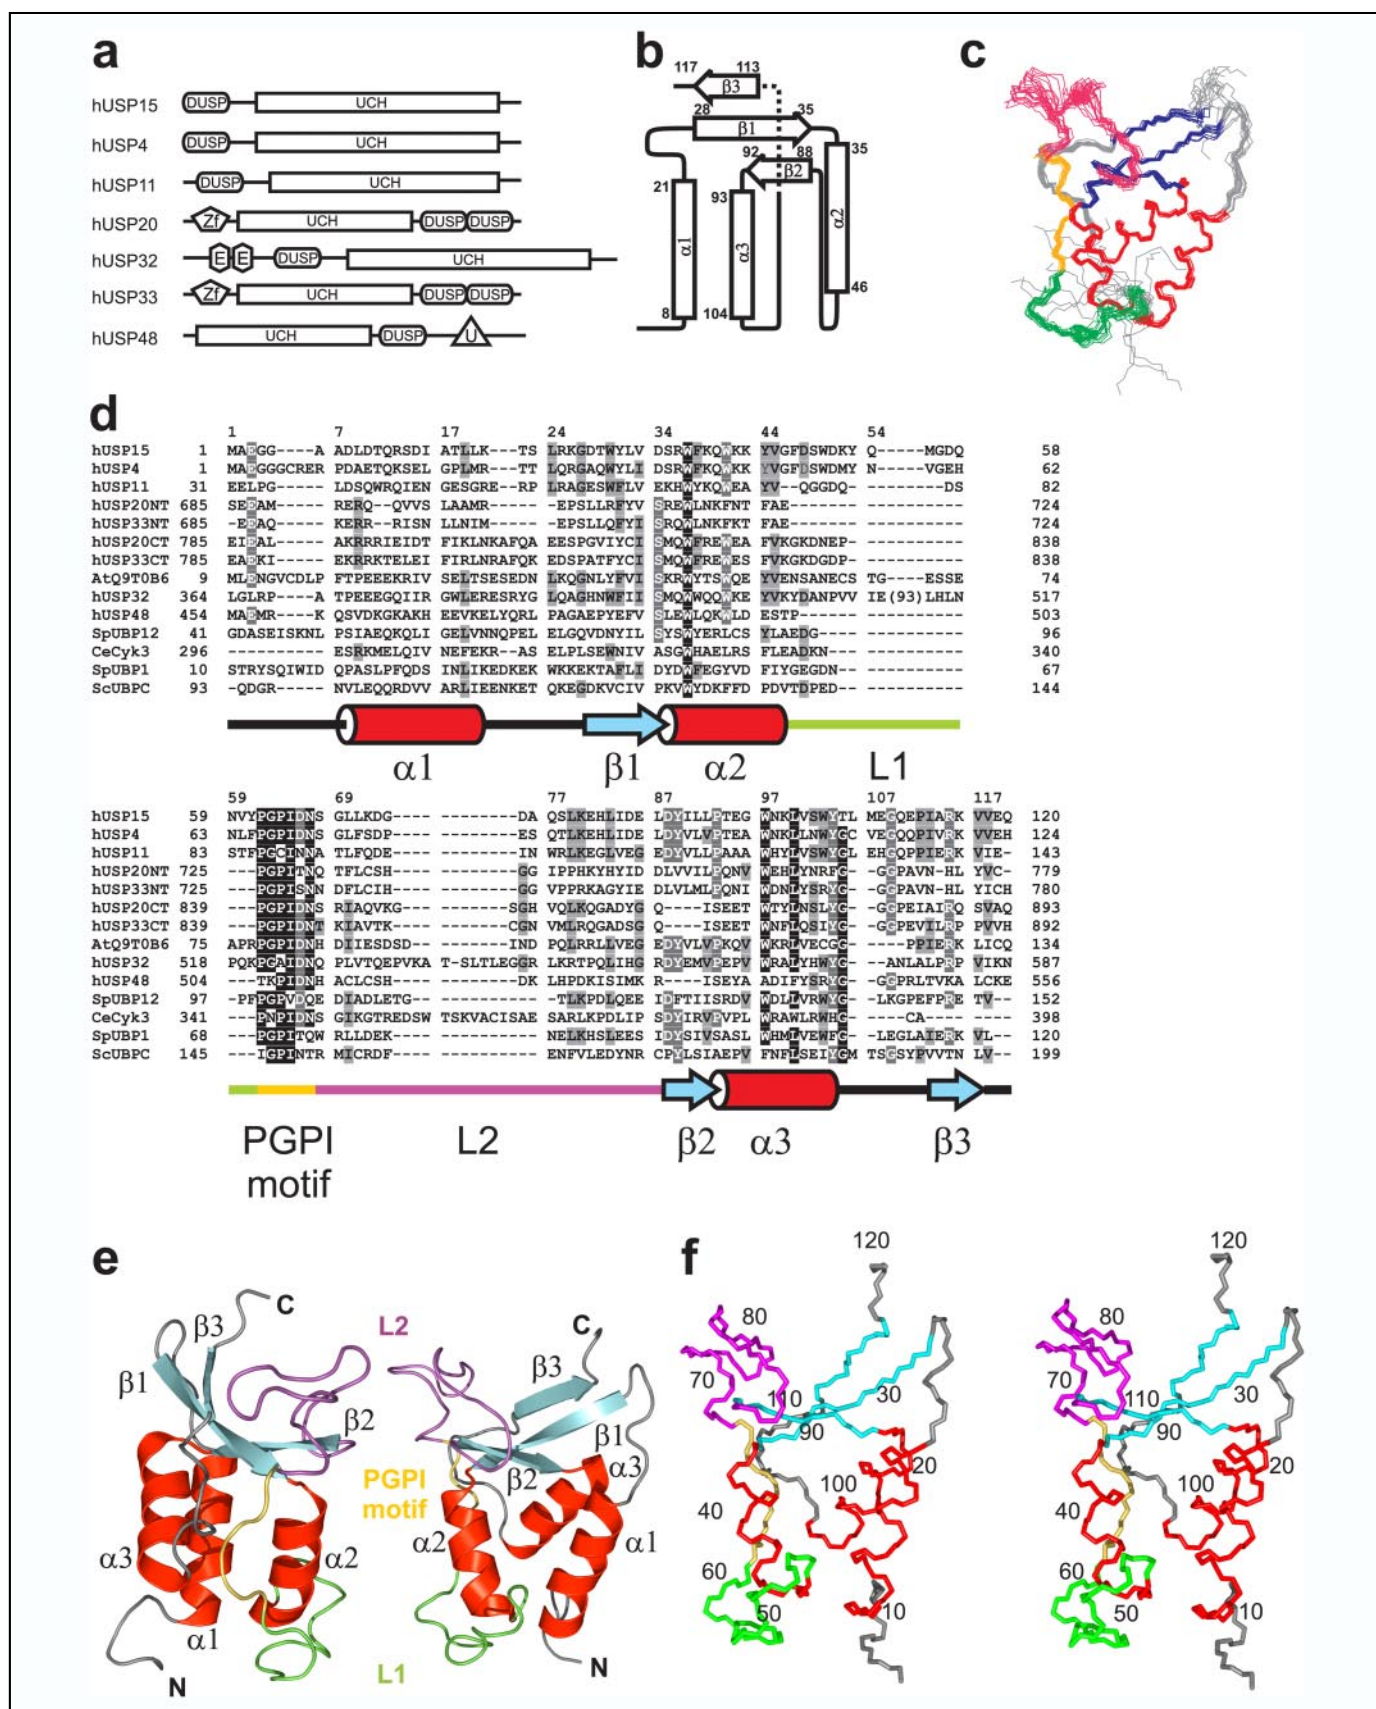 a
hUSP15 DUSP UCH
hUSP4 DUSP UCH
hUSP11 DUSP UCH
hUSP20 Zf UCH DUSP DUSP
hUSP32 E E DUSP UCH
hUSP33 Zf UCH DUSP DUSP
hUSP48 UCH DUSP U
b
117 113
β3
28 35
β1
92 88 35
β2
21 93
α1 α3 α2
46
8 104
c
d
1 7 17 24 34 44 54
hUSP15 1 MAEGG----A ADLDTQRSDI ATLLK---TS LRKGDTWYLV DSRWFKQWKK YVGFDSWDKY Q-----MGDQ 58
hUSP4 1 MAEGGGCRER PDAETQKSEL GPLMR---TT LQRGAQWYLI DSRWFKQWKK YVGFDSWDMY N-----VGEH 62
hUSP11 31 EELPG----- LDSQWRQIEN GESGRE--RP LRAGESWFLV EKHWYKQWEA YV--QGGDQ- --------DS 82
hUSP20NT 685 SEEAM----- RERQ--QVVS LAAMR----- -EPSLLRFYV SREWLNKFNT FAE------- ---------- 724
hUSP33NT 685 -EEAQ----- KERR--RISN LLNIM----- -EPSLLQFYI SRQWLNKFKT FAE------- ---------- 724
hUSP20CT 785 EIEAL----- AKRRRIEIDT FIKLNKAFQA EESPGVIYCI SMQWFREWEA FVKGKDNEP- ---------- 838
hUSP33CT 785 EAEKI----- EKRRKTELEI FIRLNRAFQK EDSPATFYCI SMQWFREWES FVKGKDGDP- ---------- 838
AtQ9T0B6 9 MLENGVCDLP FTPEEEKRIV SELTSESEDN LKQGNLYFVI SKRWYTSWQE YVENSANECS TG----ESSE 74
hUSP32 364 LGLRP----A TPEEEGQIIR GWLERESRYG LQAGHNWFII SMQWWQQWKE YVKYDANPVV IE(93)LHLN 517
hUSP48 454 MAEMR----K QSVDKGKAKH EEVKELYQRL PAGAEPYEFV SLEWLQKWLD ESTP------ ---------- 503
SpUBP12 41 GDASEISKNL PSIAEQKQLI GELVNNQPEL ELGQVDNYIL SYSWYERLCS YLAEDG---- ---------- 96
CeCyk3 296 ---------- ESRKMELQIV NEFEKR--AS ELPLSEWNIV ASGWHAELRS FLEADKN--- ---------- 340
SpUBP1 10 STRYSQIWID QPASLPFQDS INLIKEDKEK WKKEKTAFLI DYDWFEGYVD FIYGEGDN-- ---------- 67
ScUBPC 93 -QDGR----- NVLEQQRDVV ARLIEENKET QKEGDKVCIV PKVWYDKFFD PDVTDPED-- ---------- 144
α1 β1 α2 L1
59 69 77 87 97 107 117
hUSP15 59 NVYPGPIDNS GLLKDG---- ----------DA QSLKEHLIDE LDYILLPTEG WNKLVSWYTL MEGQEPIARK VVEQ 120
hUSP4 63 NLFPGPIDNS GLFSDP---- ----------ES QTLKEHLIDE LDYVLVPTEA WNKLLNWYGC VEGQQPIVRK VVEH 124
hUSP11 83 STFPGCINNA TLFQDE---- ----------IN WRLKEGLVEG EDYVLLPAAA WHYLVSWYGL EHGQPPIERK VIE- 143
hUSP20NT 725 ---PGPITNQ TFLCSH---- ----------GG IPPHKYHYID DLVVILPQNV WEHLYNRFGG -GGPAVN-HL YVC- 779
hUSP33NT 725 ---PGPISNN DFLCIH---- ----------GG VPPRKAGYIE DLVLMLPQNI WDNLYSRYGG -GGPAVN-HL YICH 780
hUSP20CT 839 ---PGPIDNS RIAQVKG--- ---------SGH VQLKQGADYG Q----ISEET WTYLNSLYG- -GGPEIAIRQ SVAQ 893
hUSP33CT 839 ---PGPIDNT KIAVTK---- ---------CGN VMLRQGADSG Q----ISEET WNFLQSIYG- -GGPEVILRP PVVH 892
AtQ9T0B6 75 APRPGPIDNH DIIESDSD-- ---------IND PQLRRLLVEG EDYVLVPKQV WKRLVECGG- ---PPIERK LICQ 134
hUSP32 518 PQKPGAIDNQ PLVTQEPVKA T-SLTLEGGR LKRTPQLIHG RDYEMVPEPV WRALYHWYG- --ANLALPRP VIKN 587
hUSP48 504 ---TKPIDNH ACLCSH---- ----------DK LHPDKISIMK R----ISEYA ADIFYSRYG- -GGPRLTVKA LCKE 556
SpUBP12 97 PFPGPVDQE DIADLETG-- ------------ TLKPDLQEE IDFTIISRDV WDLLVRWYG- -LKGPEFPRE TV-- 152
CeCyk3 341 ---PNPIDNS GIKGTREDSW TSKVACISAE SARLKPDLIPS DYIRVPVPL WRAWLRWHG- ---CA----- ---- 398
SpUBP1 68 ---PGPITQW RLLDEK---- ------------ NELKHSLEES IDYSIVSASL WHMLVEWFG- -LEGLAIERK VL-- 120
ScUBPC 145 ---IGPINTR MICRDF---- ------------ ENFVLEDYNR CPYLSIAEPV FNFLSEIYGM TSGSYPVVTN LV-- 199
PGPI motif L2 β2 α3 β3
e
C
β3
β1
L2
β2
PGPI
motif
α3
α2
α1
N
L1
C
β3
β1
β2
α3
α2
α1
N
f
120
80
70
110
30
90
20
100
40
60
50
10
120
80
70
110
30
90
20
100
40
60
50
10